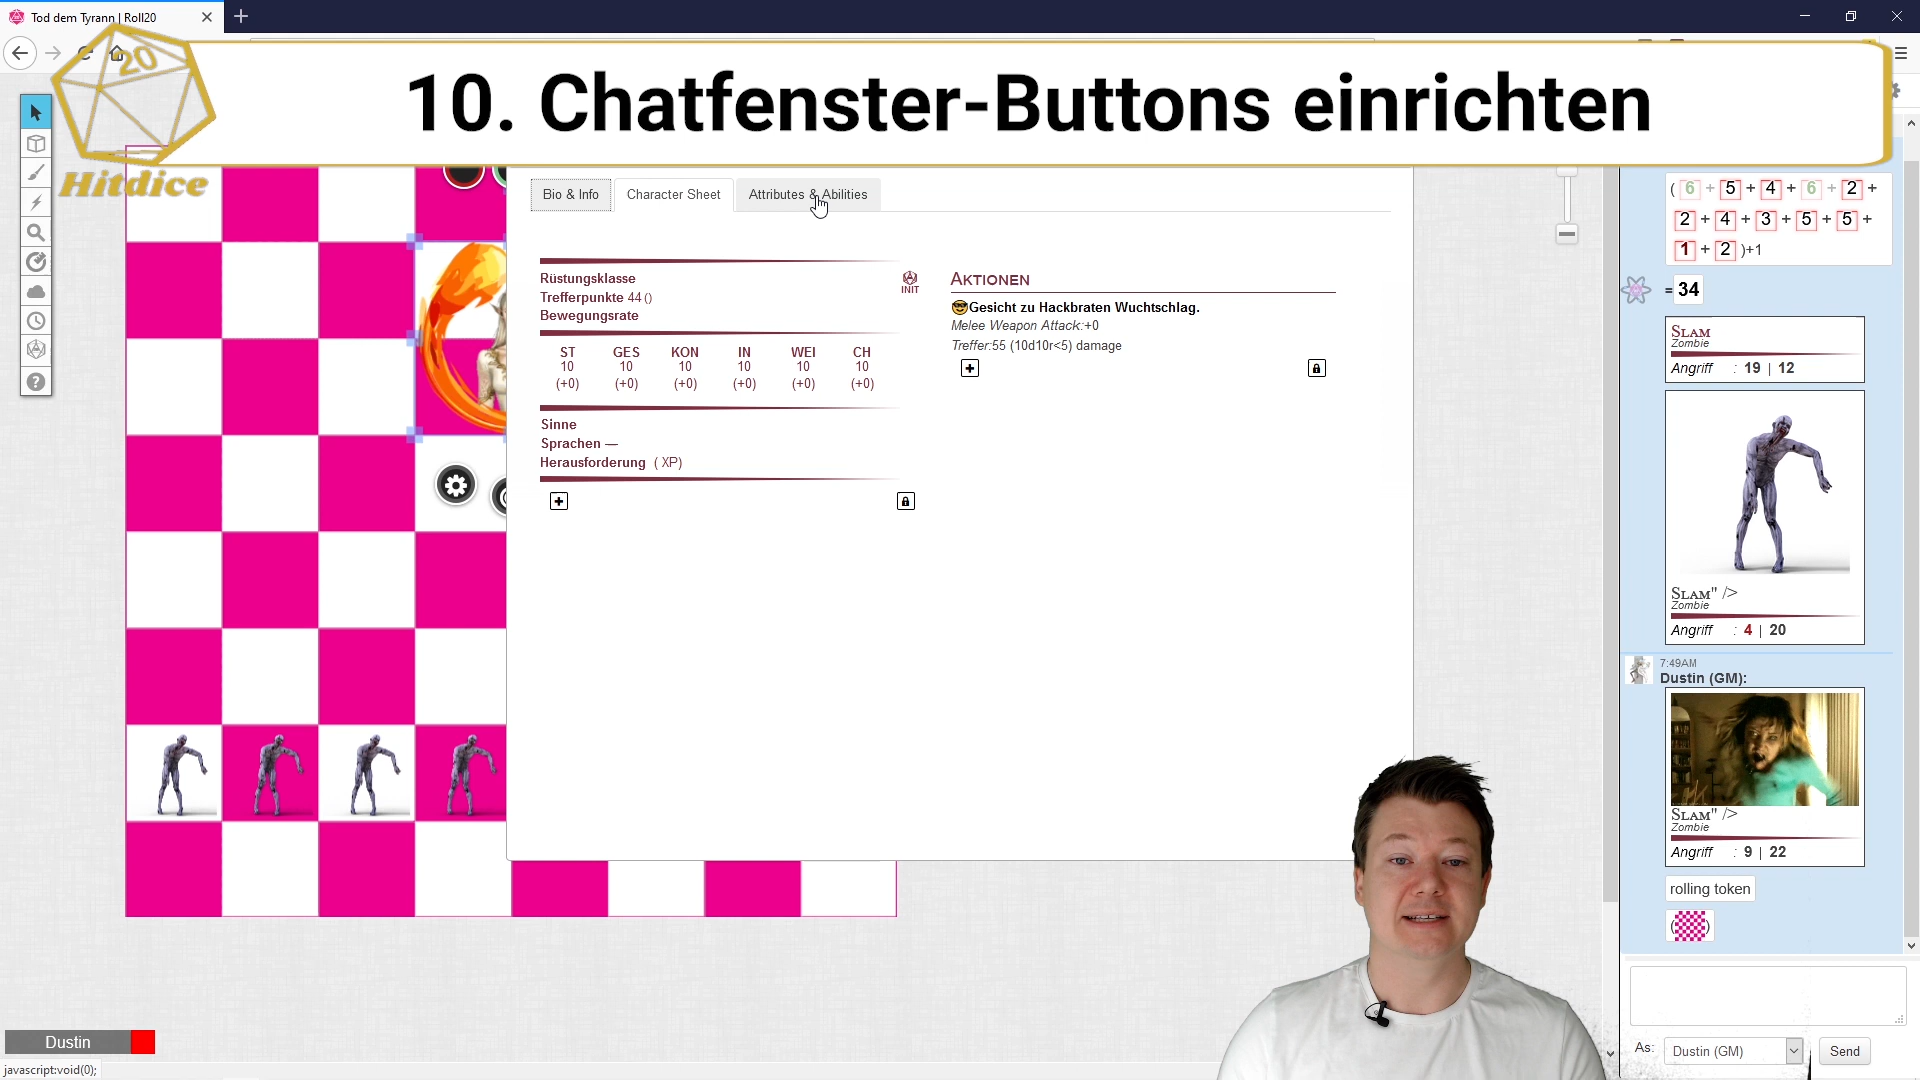 Tod dem Tyrann | Roll20
20
Hitdice
10. Chatfenster-Buttons einrichten
Bio & Info
Character Sheet
Attributes & Abilities
Rüstungsklasse
Trefferpunkte 44 ()
Bewegungsrate
INIT
ST GES KON IN WEI CH
10 10 10 10 10 10
(+0) (+0) (+0) (+0) (+0) (+0)
Sinne
Sprachen —
Herausforderung ( XP)
Aktionen
😎Gesicht zu Hackbraten Wuchtschlag.
Melee Weapon Attack:+0
Treffer:55 (10d10r<5) damage
( 6 + 5 + 4 + 6 + 2 +
2 + 4 + 3 + 5 + 5 +
1 + 2 )+1
= 34
Slam
Zombie
Angriff : 19 | 12
Slam" />
Zombie
Angriff : 4 | 20
7:49AM
Dustin (GM):
Slam" />
Zombie
Angriff : 9 | 22
rolling token
( )
As: Dustin (GM)
Send
Dustin
javascript:void(0);